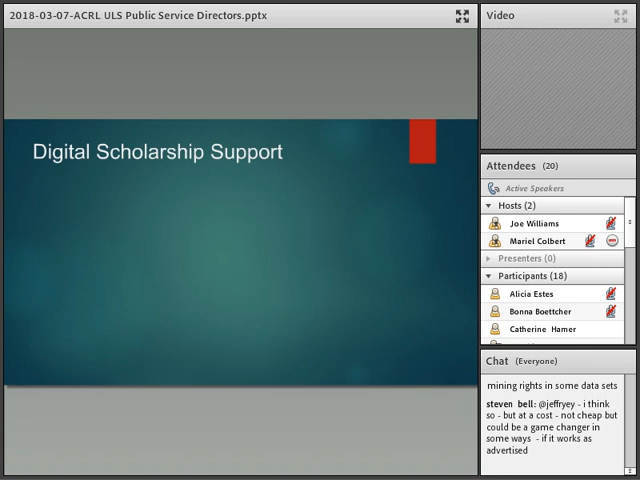 2018-03-07-ACRL ULS Public Service Directors.pptx
Digital Scholarship Support
Video
Attendees (20)
Active Speakers
Hosts (2)
Joe Williams
Mariel Colbert
Presenters (0)
Participants (18)
Alicia Estes
Bonna Boettcher
Catherine Hamer
Chat (Everyone)
mining rights in some data sets
steven bell: @jeffryey - i think
so - but at a cost - not cheap but
could be a game changer in
some ways - if it works as
advertised